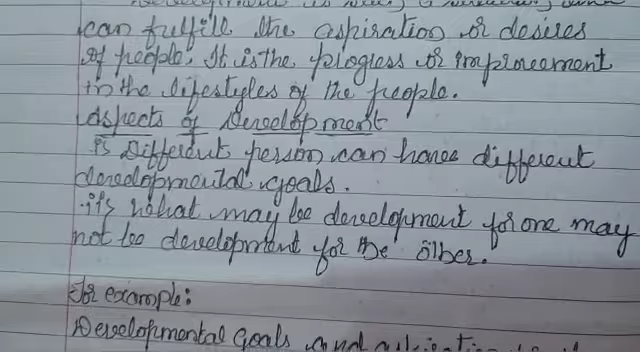 can fulfill the aspiration or desires
of people. It is the progress or improvement
in the lifestyles of the people.
Aspects of Development
i) Different person can have different
developmental goals.
ii) what may be development for one may
not be development for the other.
For example:
Developmental Goals and